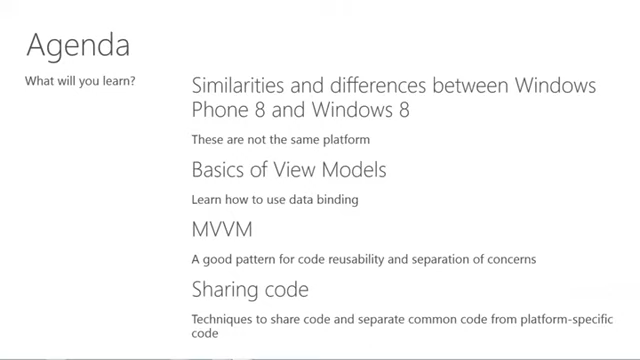 Agenda
What will you learn?
Similarities and differences between Windows
Phone 8 and Windows 8
These are not the same platform
Basics of View Models
Learn how to use data binding
MVVM
A good pattern for code reusability and separation of concerns
Sharing code
Techniques to share code and separate common code from platform-specific
code